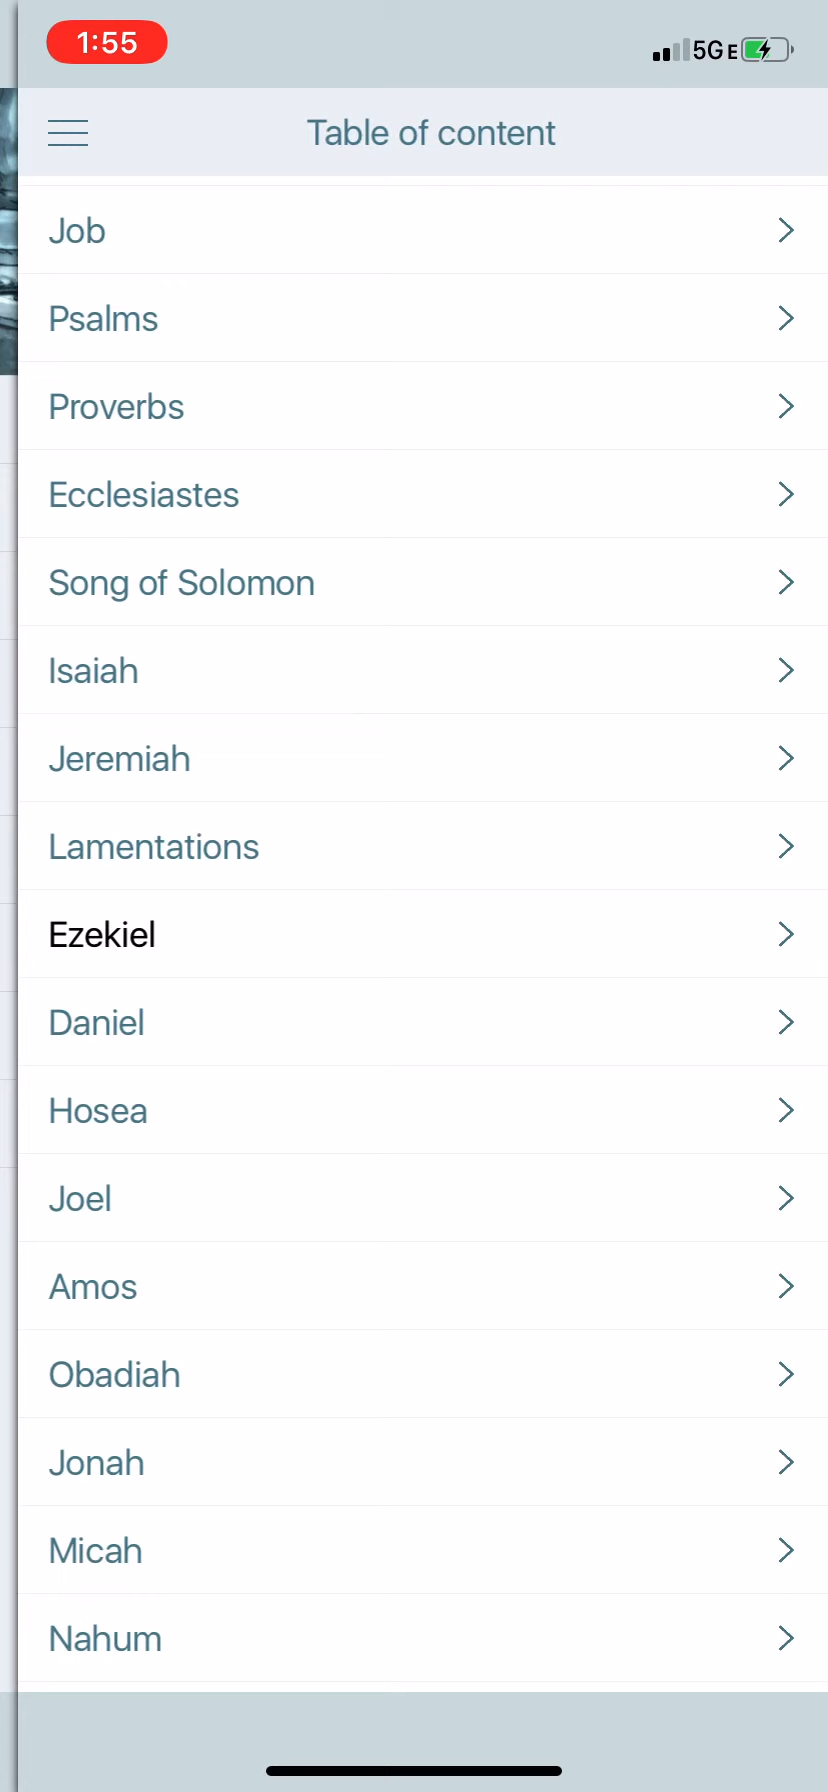 1:55
5G E
Table of content
Job
Psalms
Proverbs
Ecclesiastes
Song of Solomon
Isaiah
Jeremiah
Lamentations
Ezekiel
Daniel
Hosea
Joel
Amos
Obadiah
Jonah
Micah
Nahum